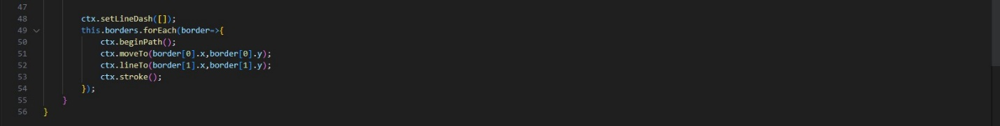 47
48 ctx.setLineDash([]);
49 this.borders.forEach(border=>{
50 ctx.beginPath();
51 ctx.moveTo(border[0].x,border[0].y);
52 ctx.lineTo(border[1].x,border[1].y);
53 ctx.stroke();
54 });
55 }
56 }